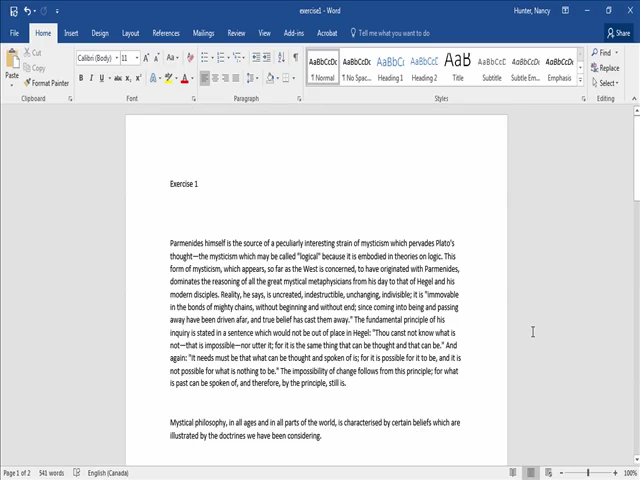 exercise1 - Word
Hunter, Nancy
File Home Insert Design Layout References Mailings Review View Add-ins Acrobat Tell me what you want to do Share
Paste
Cut
Copy
Format Painter
Calibri (Body) 11 A A Aa
B I U abc x₂ x² A
AaBbCcDc AaBbCcDc AaBbCc AaBbCcC AaB AaBbCcD AaBbCcDc AaBbCcDc
¶ Normal ¶ No Spac... Heading 1 Heading 2 Title Subtitle Subtle Em... Emphasis
Find
Replace
Select
Clipboard Font Paragraph Styles Editing
Exercise 1
Parmenides himself is the source of a peculiarly interesting strain of mysticism which pervades Plato's
thought—the mysticism which may be called "logical" because it is embodied in theories on logic. This
form of mysticism, which appears, so far as the West is concerned, to have originated with Parmenides,
dominates the reasoning of all the great mystical metaphysicians from his day to that of Hegel and his
modern disciples. Reality, he says, is uncreated, indestructible, unchanging, indivisible; it is "immovable
in the bonds of mighty chains, without beginning and without end; since coming into being and passing
away have been driven afar, and true belief has cast them away." The fundamental principle of his
inquiry is stated in a sentence which would not be out of place in Hegel: "Thou canst not know what is
not—that is impossible—nor utter it; for it is the same thing that can be thought and that can be." And
again: "It needs must be that what can be thought and spoken of is; for it is possible for it to be, and it is
not possible for what is nothing to be." The impossibility of change follows from this principle; for what
is past can be spoken of, and therefore, by the principle, still is.
Mystical philosophy, in all ages and in all parts of the world, is characterised by certain beliefs which are
illustrated by the doctrines we have been considering.
Page 1 of 2 541 words English (Canada) 100%